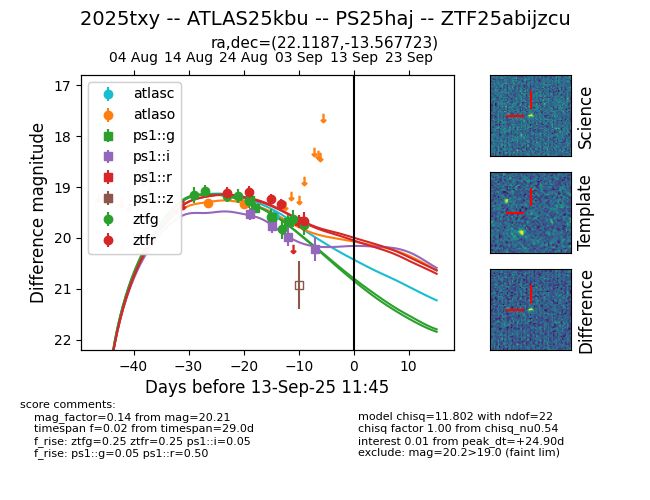 2025txy -- ATLAS25kbu -- PS25haj -- ZTF25abijzcu
ra,dec=(22.1187,-13.567723)
04 Aug 14 Aug 24 Aug 03 Sep 13 Sep 23 Sep
17
18
19
20
21
22
Difference magnitude
atlasc
atlaso
ps1::g
ps1::i
ps1::r
ps1::z
ztfg
ztfr
−40 −30 −20 −10 0 10
Days before 13-Sep-25 11:45
Science
Template
Difference
score comments:
mag_factor=0.14 from mag=20.21
timespan f=0.02 from timespan=29.0d
f_rise: ztfg=0.25 ztfr=0.25 ps1::i=0.05
f_rise: ps1::g=0.05 ps1::r=0.50
model chisq=11.802 with ndof=22
chisq factor 1.00 from chisq_nu0.54
interest 0.01 from peak_dt=+24.90d
exclude: mag=20.2>19.0 (faint lim)